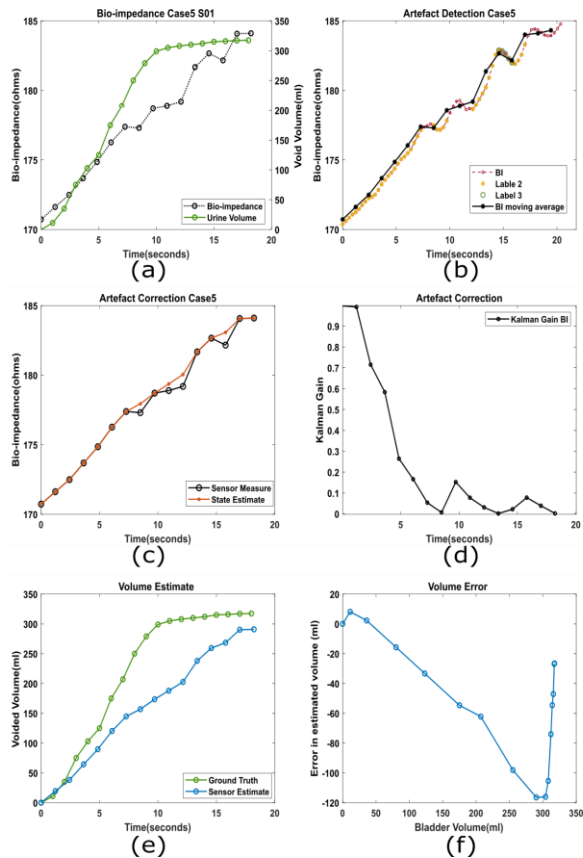 Bio-impedance Case5 S01
Bio-impedance(ohms)
185
180
175
170
350
300
250
200
150
100
50
0
Void Volume(ml)
Bio-impedance
Urine Volume
0 5 10 15 20
Time(seconds)
(a)
Artefact Detection Case5
Bio-impedance(ohms)
185
180
175
170
BI
Lable 2
Label 3
BI moving average
0 5 10 15 20
Time(seconds)
(b)
Artefact Correction Case5
Bio-impedance(ohms)
185
180
175
170
Sensor Measure
State Estimate
0 5 10 15 20
Time(seconds)
(c)
Artefact Correction
Kalman Gain
0.9
0.8
0.7
0.6
0.5
0.4
0.3
0.2
0.1
0
Kalman Gain BI
5 10 15 20
Time(seconds)
(d)
Volume Estimate
Voided Volume(ml)
350
300
250
200
150
100
50
0
Ground Truth
Sensor Estimate
0 5 10 15 20
Time(seconds)
(e)
Volume Error
Error in estimated volume (ml)
20
0
-20
-40
-60
-80
-100
-120
0 50 100 150 200 250 300 350
Bladder Volume(ml)
(f)